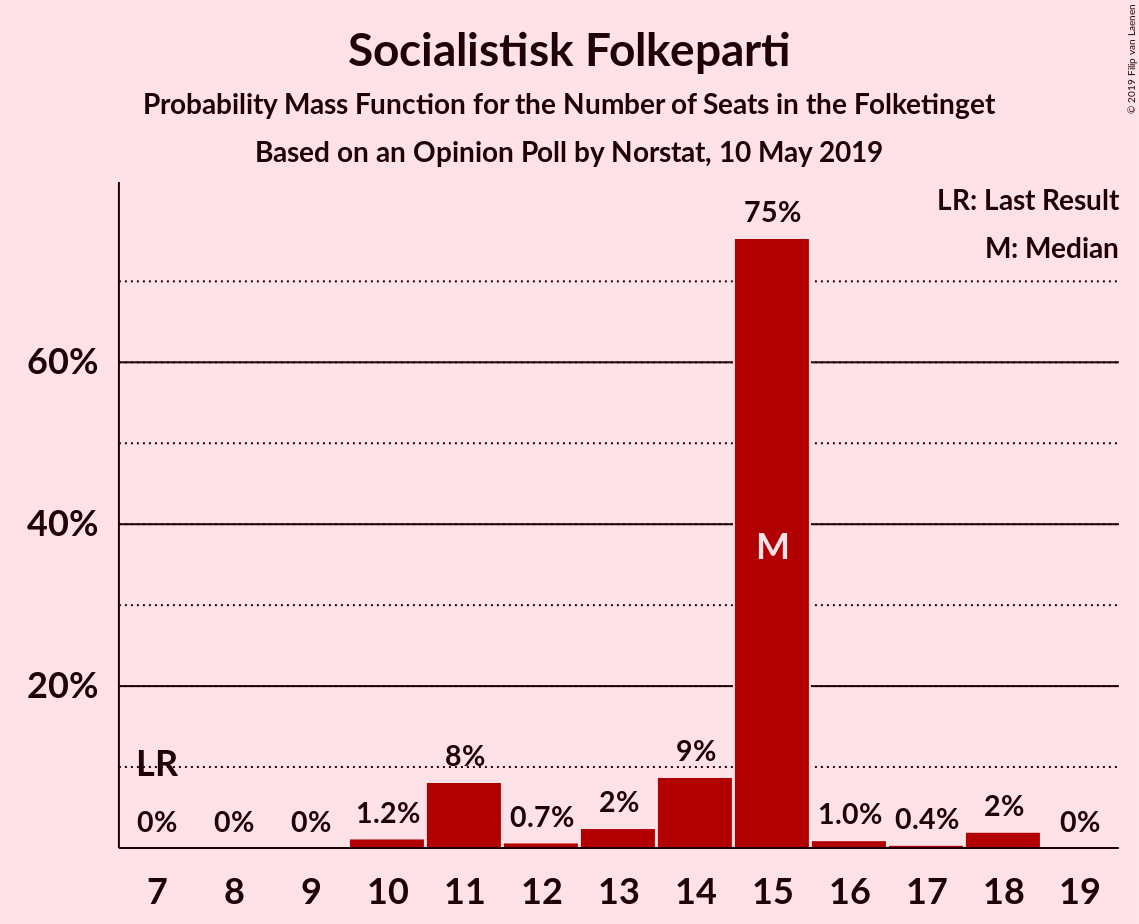 Socialistisk Folkeparti
Probability Mass Function for the Number of Seats in the Folketinget
Based on an Opinion Poll by Norstat, 10 May 2019
© 2019 Filip van Laenen
LR: Last Result
M: Median
75%
60%
40%
M
20%
LR
0% 0% 0% 1.2% 8% 0.7% 2% 9% 1.0% 0.4% 2% 0%
7 8 9 10 11 12 13 14 15 16 17 18 19